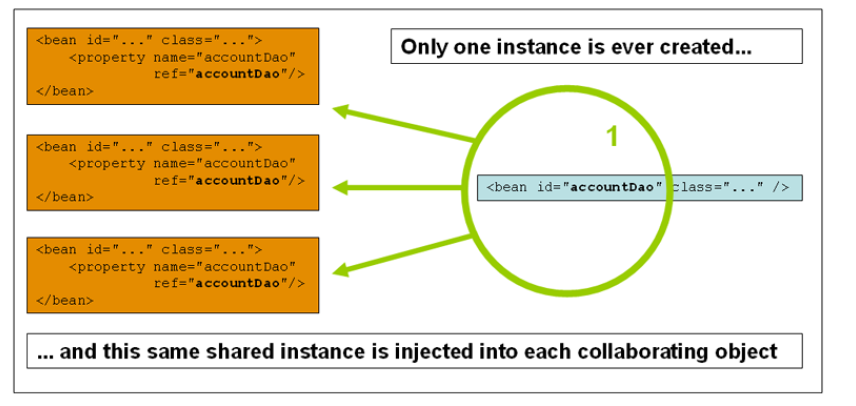 <bean id="..." class="...">
<property name="accountDao"
ref="accountDao"/>
</bean>
Only one instance is ever created...
1
<bean id="..." class="...">
<property name="accountDao"
ref="accountDao"/>
</bean>
<bean id="accountDao" class="..." />
<bean id="..." class="...">
<property name="accountDao"
ref="accountDao"/>
</bean>
... and this same shared instance is injected into each collaborating object